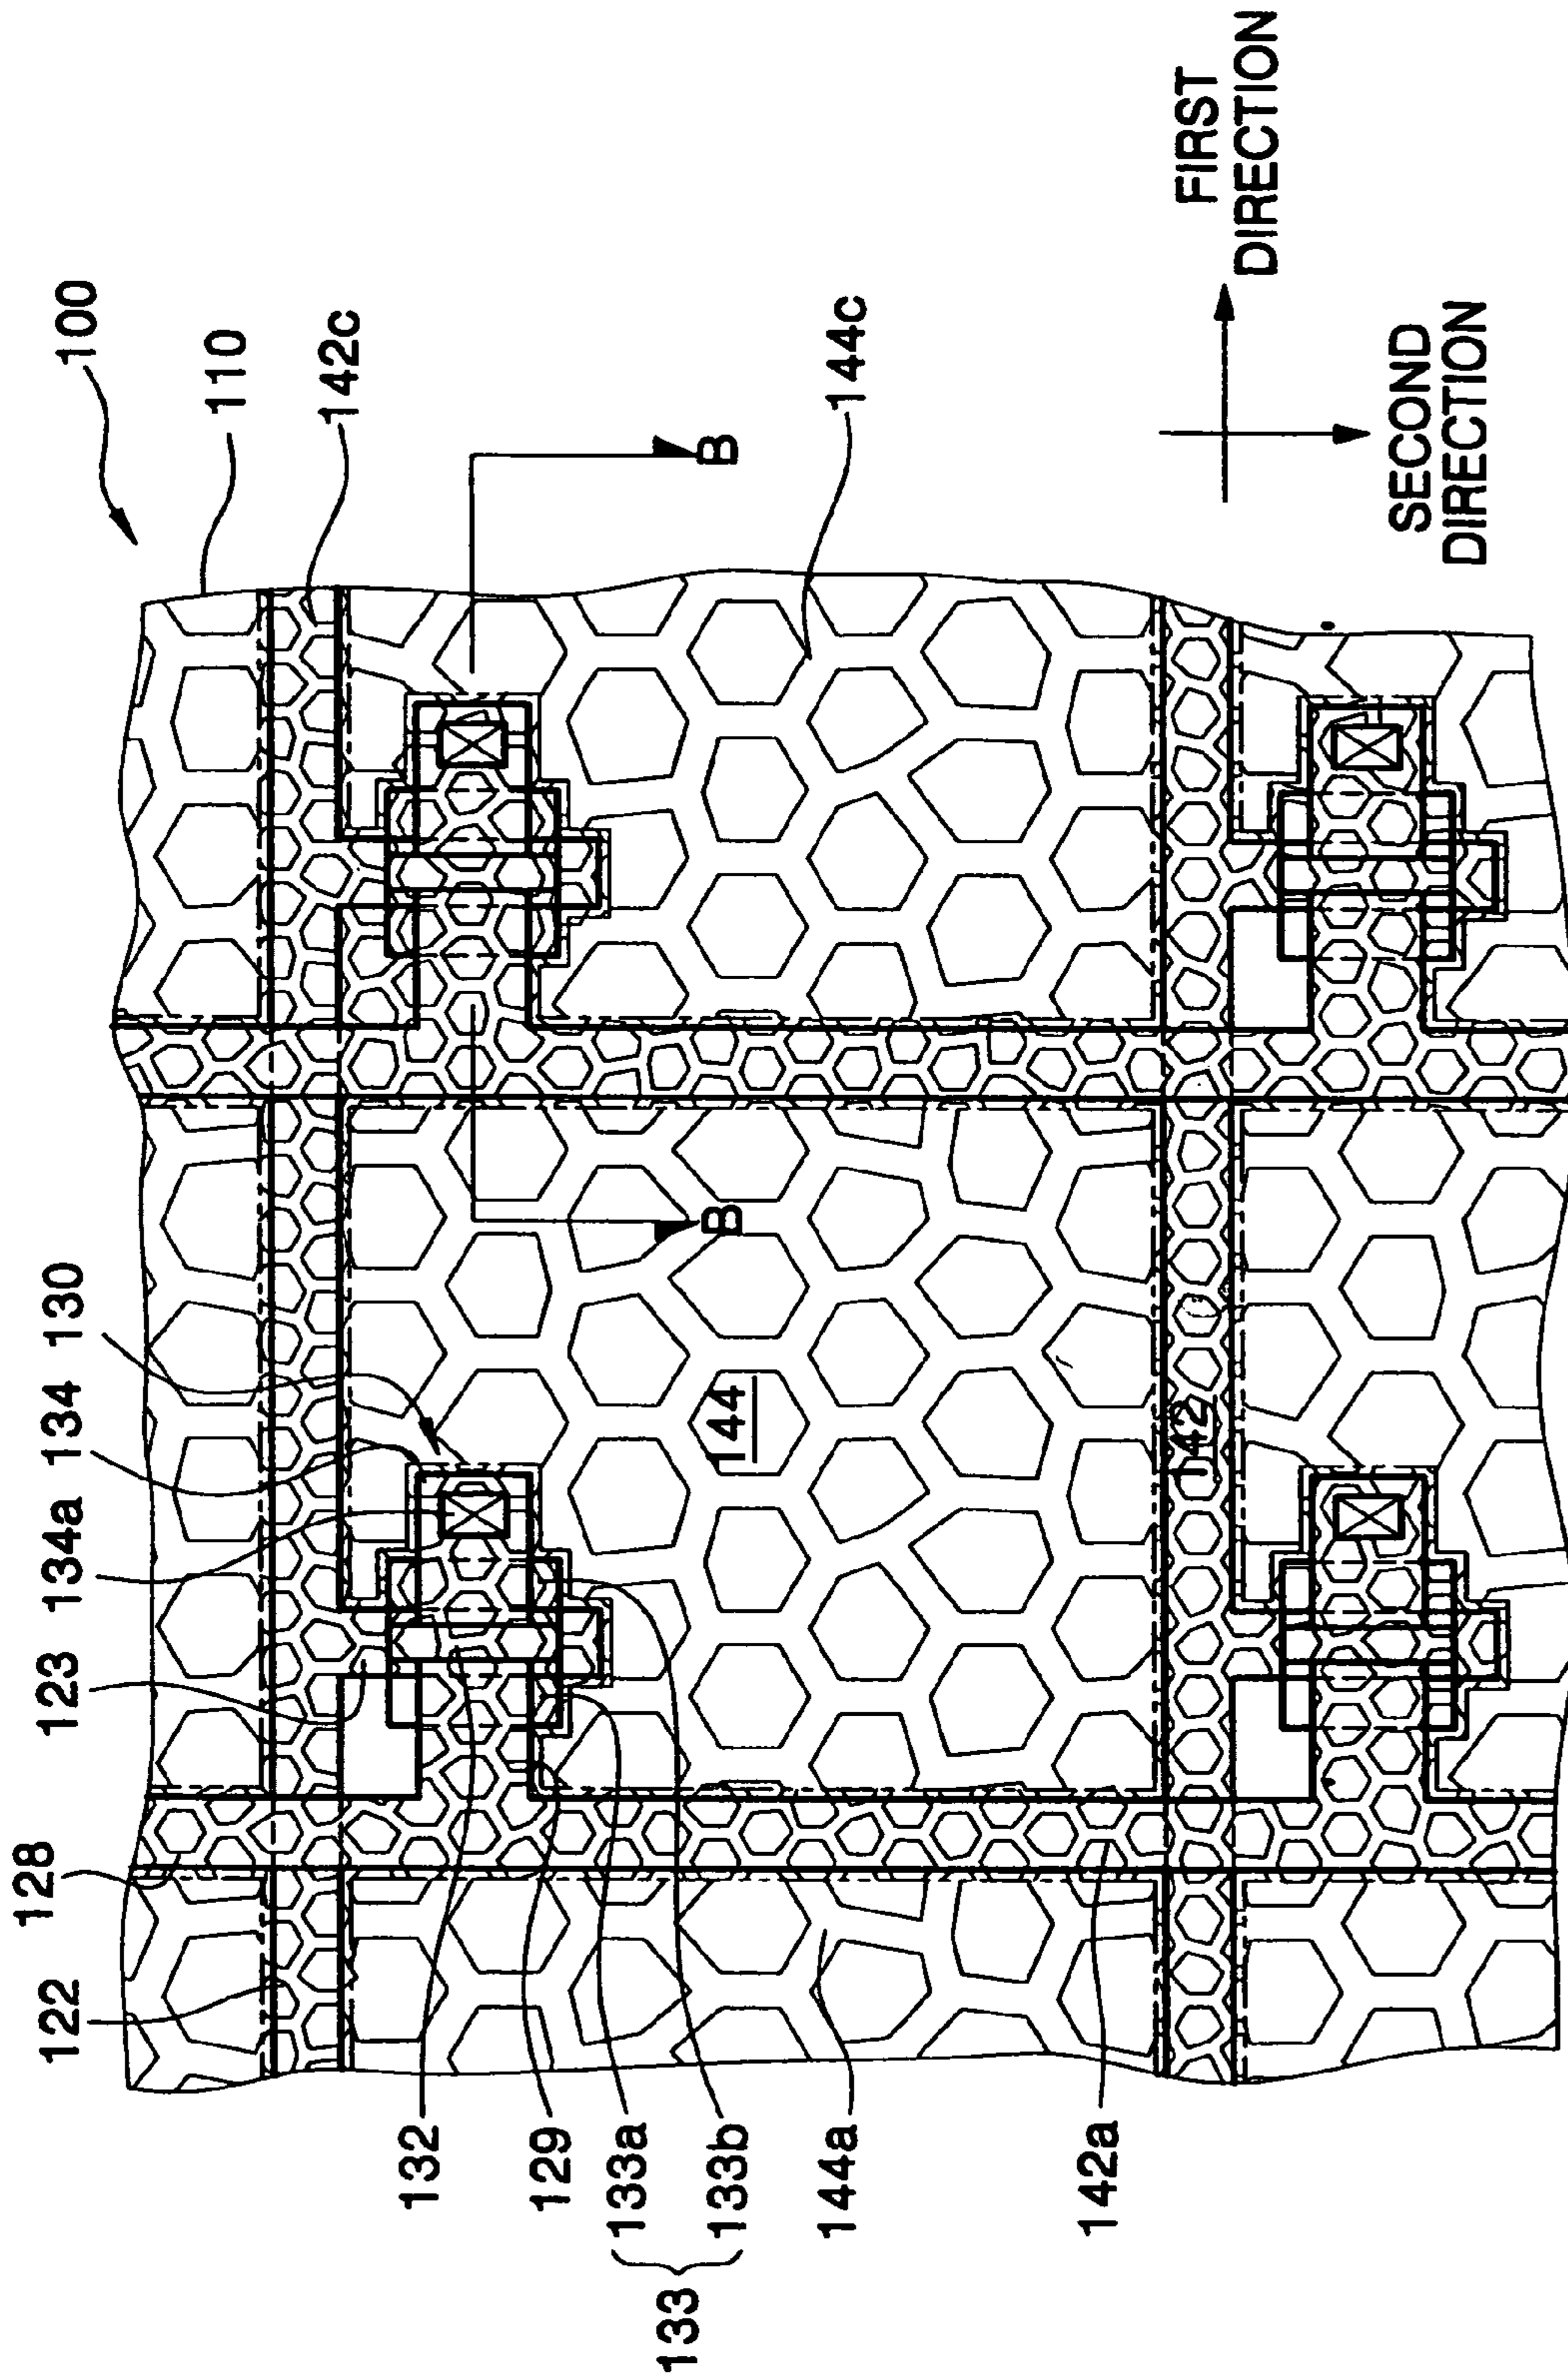 100
110
142c
B
144c
FIRST
DIRECTION
SECOND
DIRECTION
B
130
134
134a
123
128
122
144
142
132
129
133a
133b
133
144a
142a